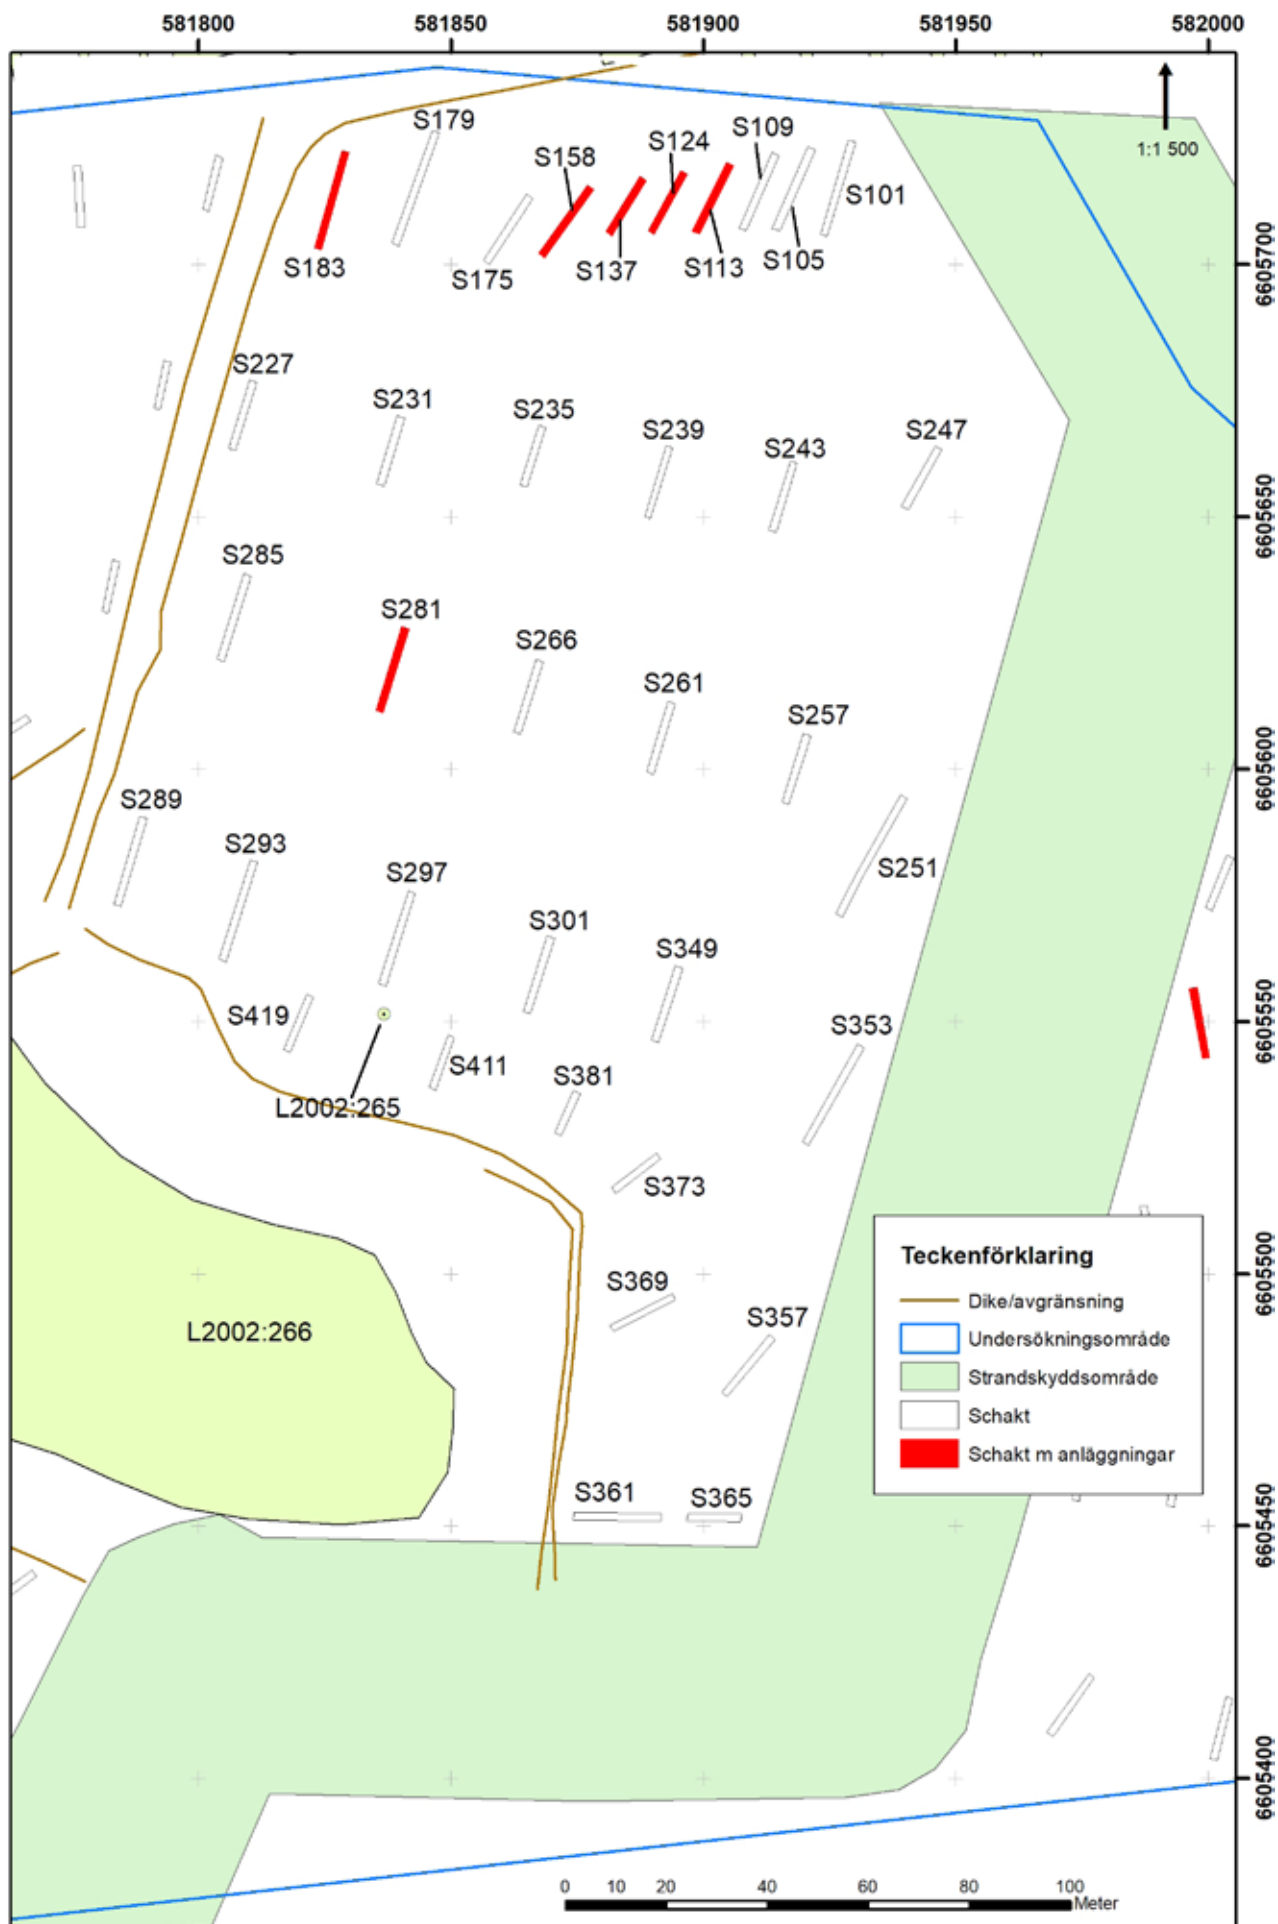 581800 581850 581900 581950 582000
1:1 500
S179
S109
S124
S158
S101
S183
S175
S137
S113
S105
6605700
S227
S231
S235
S239
S243
S247
6605650
S285
S281
S266
S261
S257
6605600
S289
S293
S297
S251
S301
S349
S419
S353
6605550
S411
S381
L2002:265
S373
Teckenförklaring
Dike/avgränsning
Undersökningsområde
Strandskyddsområde
Schakt
Schakt m anläggningar
S369
6605500
S357
L2002:266
S361
S365
6605450
6605400
0 10 20 40 60 80 100
Meter